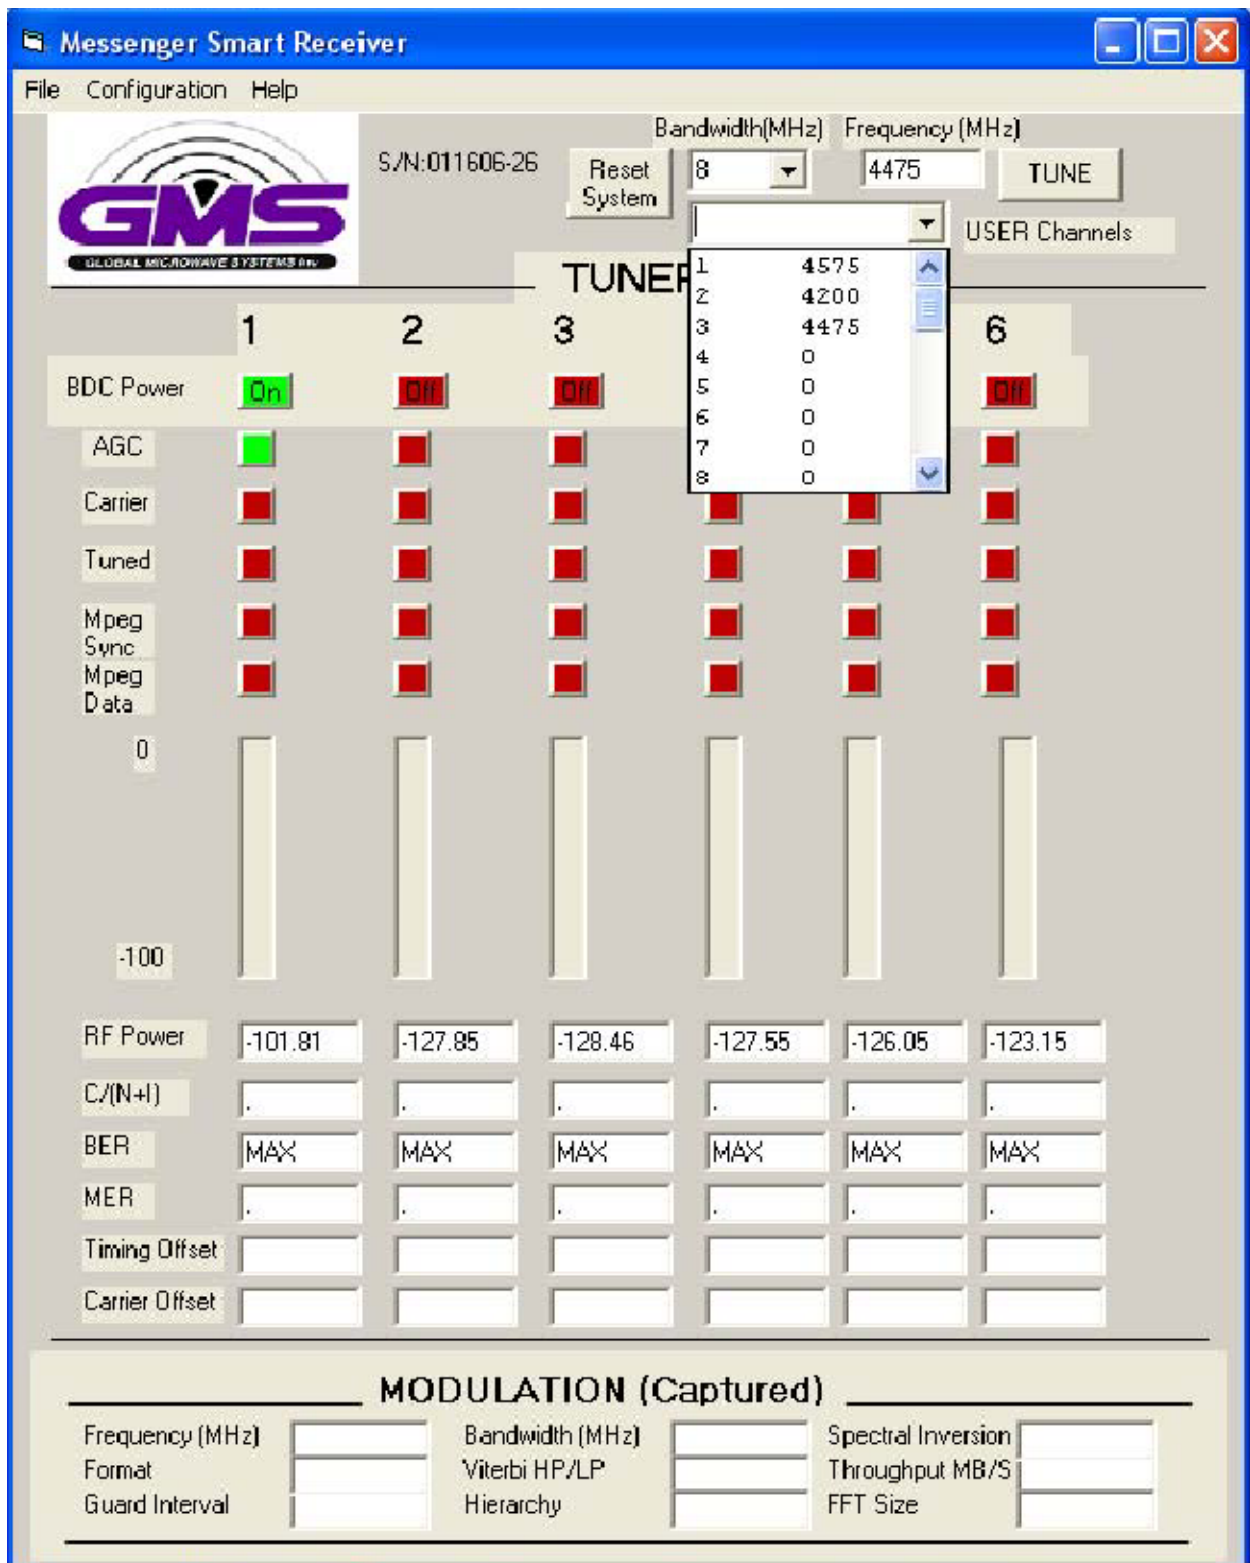 Messenger Smart Receiver
File Configuration Help
GMS
GLOBAL MICROWAVE SYSTEMS Inc
S/N:011606-26
Reset
System
Bandwidth(MHz) Frequency (MHz)
8 4475 TUNE
USER Channels
TUNER
1 4575
2 4200
3 4475
4 0
5 0
6 0
7 0
8 0
1 2 3 6
BDC Power On Off Off Off
AGC
Carrier
Tuned
Mpeg
Sync
Mpeg
Data
0
-100
RF Power -101.81 -127.85 -128.46 -127.55 -126.05 -123.15
C/(N+I) . . . . . .
BER MAX MAX MAX MAX MAX MAX
MER . . . . . .
Timing Offset
Carrier Offset
MODULATION (Captured)
Frequency (MHz) Bandwidth (MHz) Spectral Inversion
Format Viterbi HP/LP Throughput MB/S
Guard Interval Hierarchy FFT Size